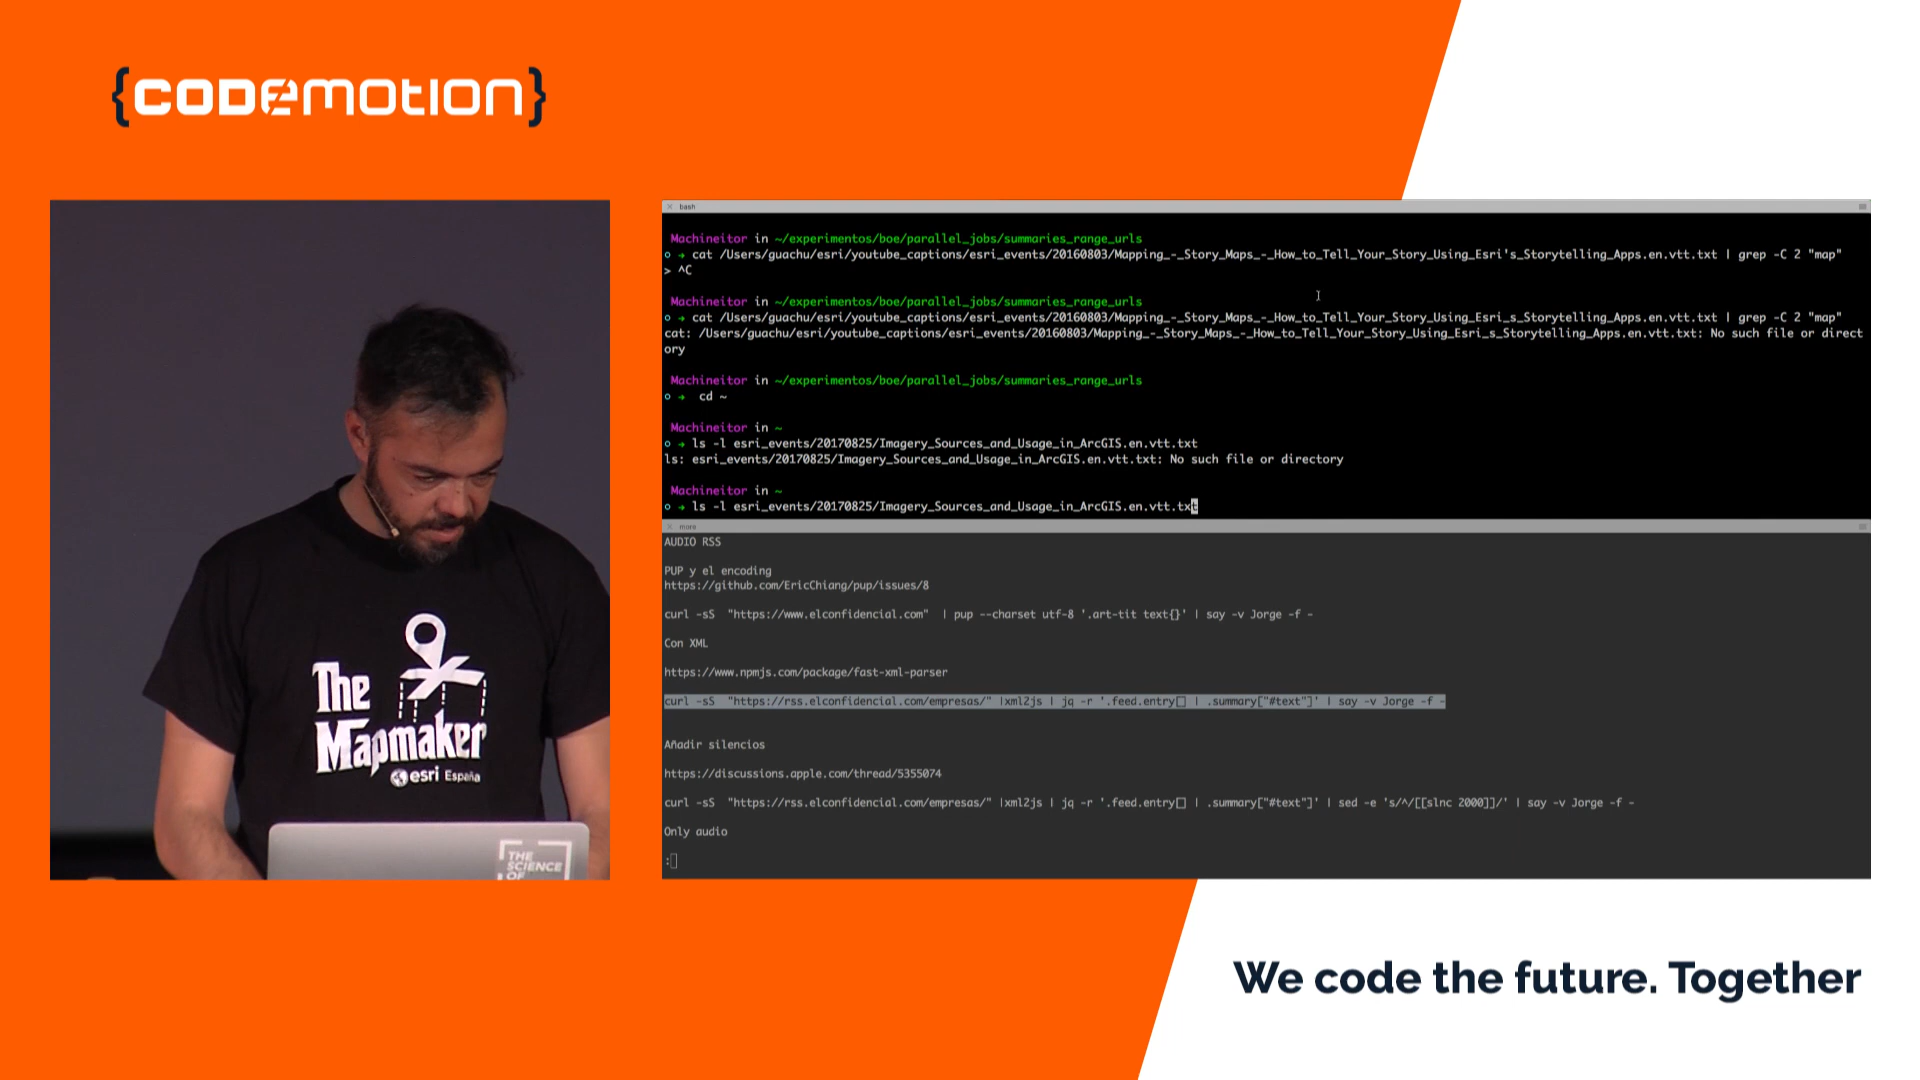 {CODEMOTION}
bash
Machineitor in ~/experimentos/boe/parallel_jobs/summaries_range_urls
cat /Users/guachu/esri/youtube_captions/esri_events/20160803/Mapping_-_Story_Maps_-_How_to_Tell_Your_Story_Using_Esri's_Storytelling_Apps.en.vtt.txt | grep -C 2 "map"
> ^C
Machineitor in ~/experimentos/boe/parallel_jobs/summaries_range_urls
cat /Users/guachu/esri/youtube_captions/esri_events/20160803/Mapping_-_Story_Maps_-_How_to_Tell_Your_Story_Using_Esri_s_Storytelling_Apps.en.vtt.txt | grep -C 2 "map"
cat: /Users/guachu/esri/youtube_captions/esri_events/20160803/Mapping_-_Story_Maps_-_How_to_Tell_Your_Story_Using_Esri_s_Storytelling_Apps.en.vtt.txt: No such file or direct
ory
Machineitor in ~/experimentos/boe/parallel_jobs/summaries_range_urls
cd ~
Machineitor in ~
ls -l esri_events/20170825/Imagery_Sources_and_Usage_in_ArcGIS.en.vtt.txt
ls: esri_events/20170825/Imagery_Sources_and_Usage_in_ArcGIS.en.vtt.txt: No such file or directory
Machineitor in ~
ls -l esri_events/20170825/Imagery_Sources_and_Usage_in_ArcGIS.en.vtt.txt
more
AUDIO RSS
PUP y el encoding
https://github.com/EricChiang/pup/issues/8
curl -sS "https://www.elconfidencial.com" | pup --charset utf-8 '.art-tit text{}' | say -v Jorge -f -
Con XML
https://www.npmjs.com/package/fast-xml-parser
curl -sS "https://rss.elconfidencial.com/empresas/" |xml2js | jq -r '.feed.entry[] | .summary["#text"]' | say -v Jorge -f -
Añadir silencios
https://discussions.apple.com/thread/5355074
curl -sS "https://rss.elconfidencial.com/empresas/" |xml2js | jq -r '.feed.entry[] | .summary["#text"]' | sed -e 's/^/[[slnc 2000]]/' | say -v Jorge -f -
Only audio
:
The
Mapmaker
esri España
THE
SCIENCE
OF
We code the future. Together